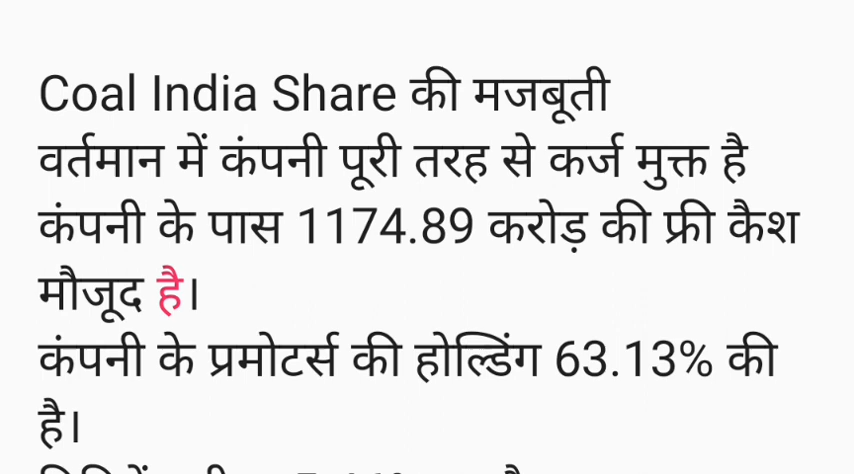 Coal India Share की मजबूती
वर्तमान में कंपनी पूरी तरह से कर्ज मुक्त है
कंपनी के पास 1174.89 करोड़ की फ्री कैश
मौजूद है।
कंपनी के प्रमोटर्स की होल्डिंग 63.13% की
है।